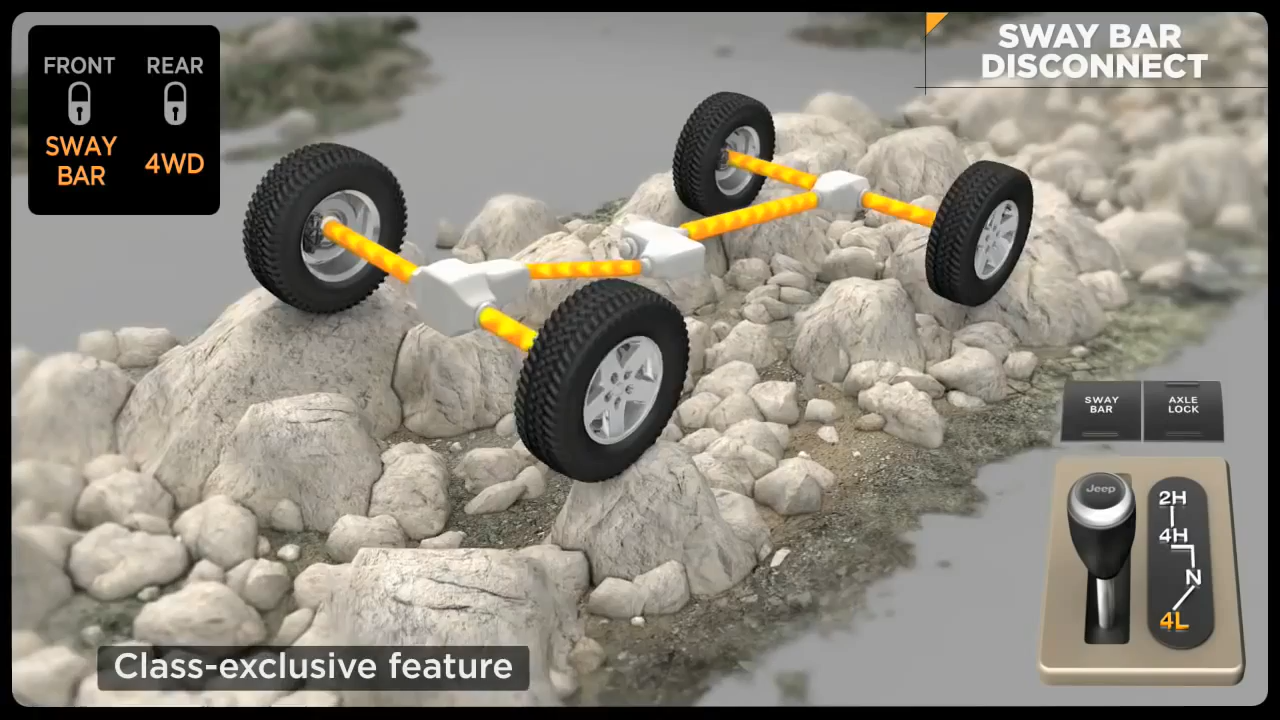 FRONT REAR
SWAY
BAR
4WD
SWAY BAR
DISCONNECT
SWAY
BAR
AXLE
LOCK
Jeep
2H
4H
N
4L
Class-exclusive feature